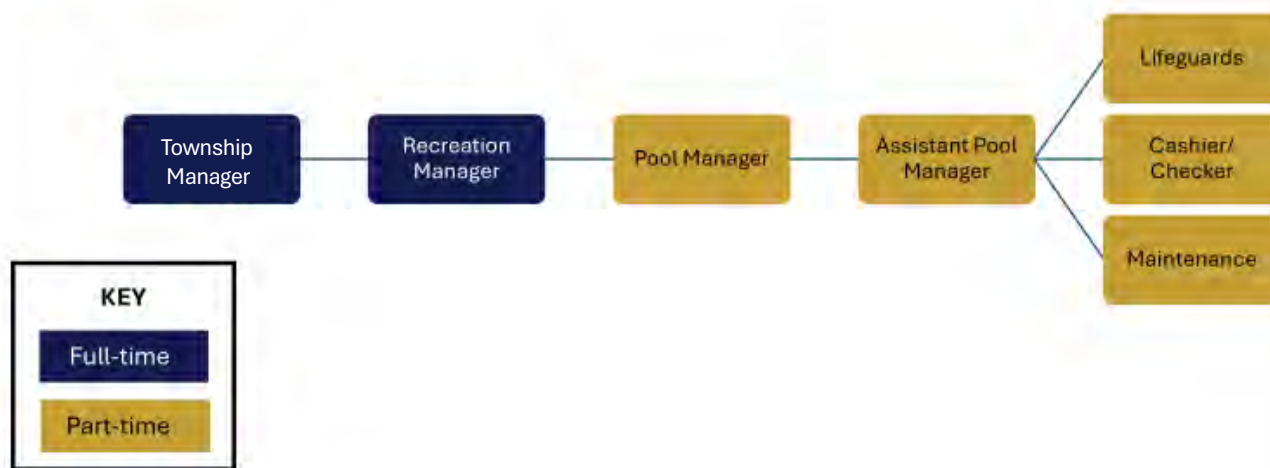 Lifeguards
Township
Manager
Recreation
Manager
Pool Manager
Assistant Pool
Manager
Cashier/
Checker
Maintenance
KEY
Full-time
Part-time